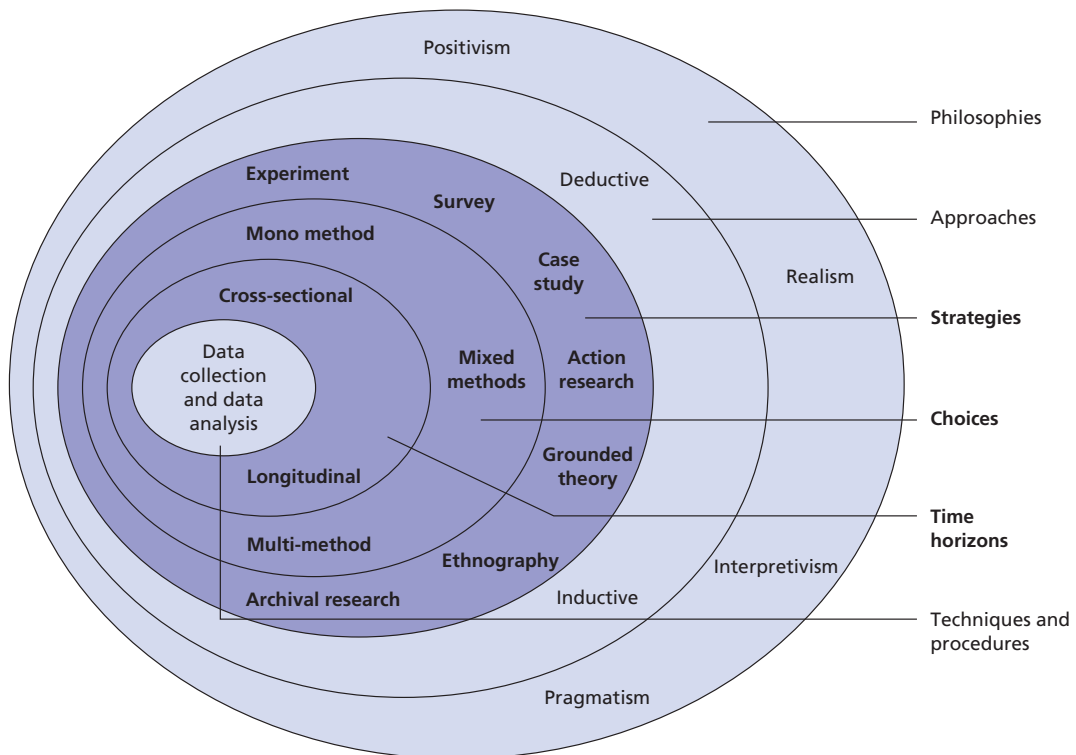 Positivism
Philosophies
Experiment
Deductive
Survey
Approaches
Mono method
Case
study
Realism
Cross-sectional
Strategies
Data
collection
and data
analysis
Mixed
methods
Action
research
Choices
Longitudinal
Grounded
theory
Time
horizons
Multi-method
Ethnography
Interpretivism
Archival research
Inductive
Techniques and
procedures
Pragmatism